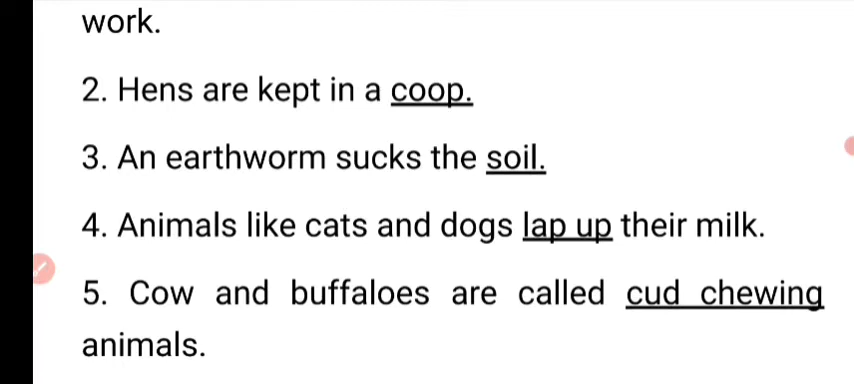 work.
2. Hens are kept in a coop.
3. An earthworm sucks the soil.
4. Animals like cats and dogs lap up their milk.
5. Cow and buffaloes are called cud chewing
animals.